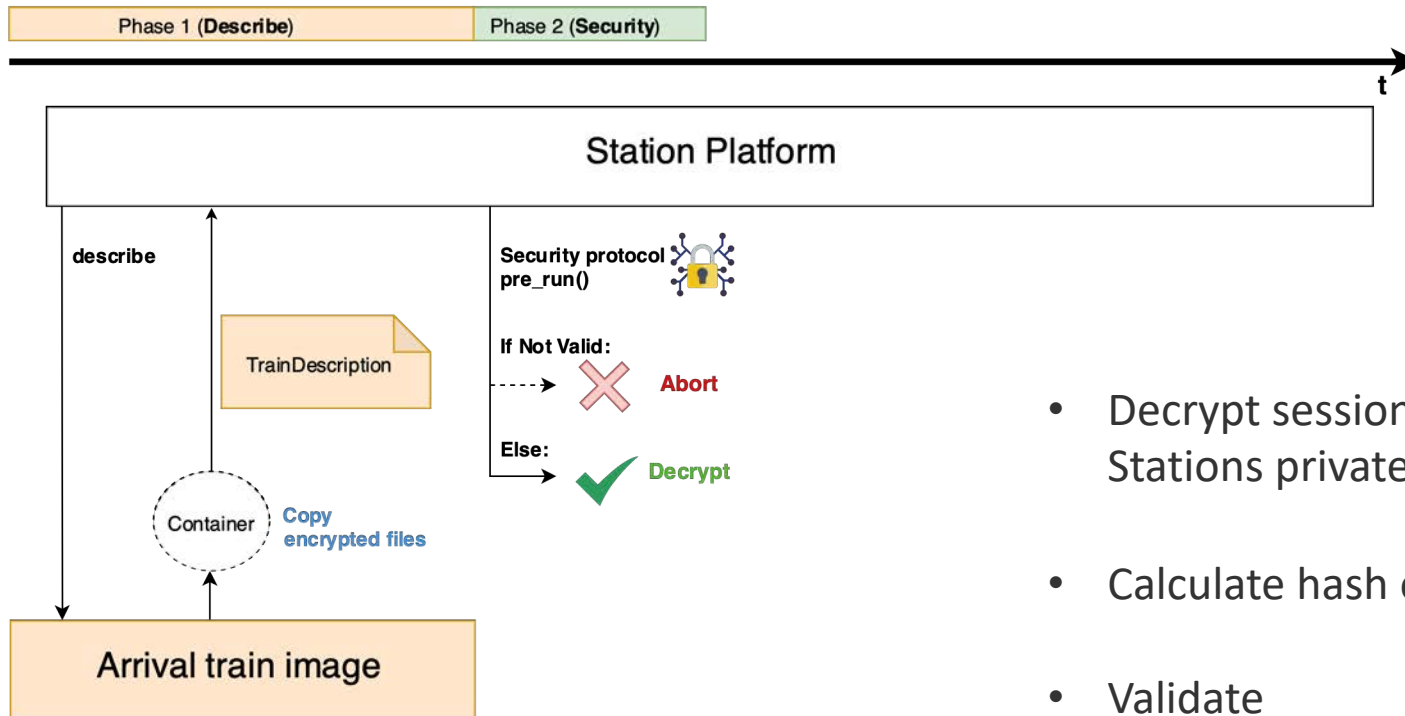 Phase 1 (Describe)
Phase 2 (Security)
t
Station Platform
describe
Security protocol
pre_run()
TrainDescription
If Not Valid:
Abort
Else:
Decrypt
Container
Copy
encrypted files
Arrival train image
• Decrypt session
Stations private
• Calculate hash
• Validate